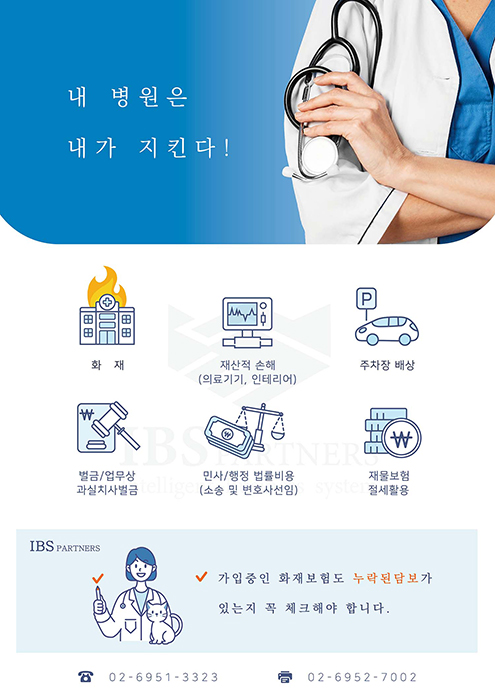 내 병원은
내가 지킨다!
P
화 재
재산적 손해
(의료기기, 인테리어)
주차장 배상
₩
₩
₩
벌금/업무상
과실치사벌금
민사/행정 법률비용
(소송 및 변호사선임)
재물보험
절세활용
IBS PARTNERS
IBS PARTNERS
가입중인 화재보험도 누락된담보가
있는지 꼭 체크해야 합니다.
02-6951-3323
02-6952-7002